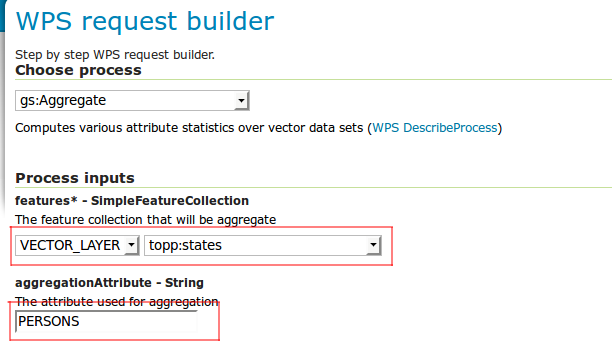 WPS request builder
Step by step WPS request builder.
Choose process
gs:Aggregate
Computes various attribute statistics over vector data sets (WPS DescribeProcess)
Process inputs
features* - SimpleFeatureCollection
The feature collection that will be aggregate
VECTOR_LAYER topp:states
aggregationAttribute - String
The attribute used for aggregation
PERSONS